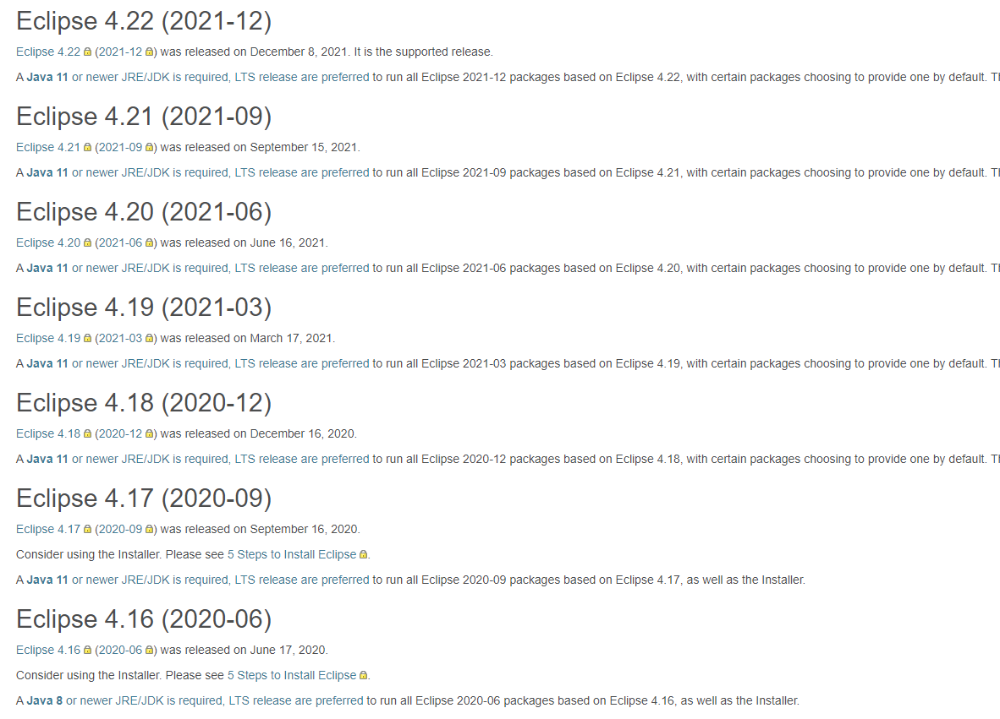 Eclipse 4.22 (2021-12)
Eclipse 4.22 (2021-12) was released on December 8, 2021. It is the supported release.
A Java 11 or newer JRE/JDK is required, LTS release are preferred to run all Eclipse 2021-12 packages based on Eclipse 4.22, with certain packages choosing to provide one by default.
Eclipse 4.21 (2021-09)
Eclipse 4.21 (2021-09) was released on September 15, 2021.
A Java 11 or newer JRE/JDK is required, LTS release are preferred to run all Eclipse 2021-09 packages based on Eclipse 4.21, with certain packages choosing to provide one by default.
Eclipse 4.20 (2021-06)
Eclipse 4.20 (2021-06) was released on June 16, 2021.
A Java 11 or newer JRE/JDK is required, LTS release are preferred to run all Eclipse 2021-06 packages based on Eclipse 4.20, with certain packages choosing to provide one by default.
Eclipse 4.19 (2021-03)
Eclipse 4.19 (2021-03) was released on March 17, 2021.
A Java 11 or newer JRE/JDK is required, LTS release are preferred to run all Eclipse 2021-03 packages based on Eclipse 4.19, with certain packages choosing to provide one by default.
Eclipse 4.18 (2020-12)
Eclipse 4.18 (2020-12) was released on December 16, 2020.
A Java 11 or newer JRE/JDK is required, LTS release are preferred to run all Eclipse 2020-12 packages based on Eclipse 4.18, with certain packages choosing to provide one by default.
Eclipse 4.17 (2020-09)
Eclipse 4.17 (2020-09) was released on September 16, 2020.
Consider using the Installer. Please see 5 Steps to Install Eclipse.
A Java 11 or newer JRE/JDK is required, LTS release are preferred to run all Eclipse 2020-09 packages based on Eclipse 4.17, as well as the Installer.
Eclipse 4.16 (2020-06)
Eclipse 4.16 (2020-06) was released on June 17, 2020.
Consider using the Installer. Please see 5 Steps to Install Eclipse.
A Java 8 or newer JRE/JDK is required, LTS release are preferred to run all Eclipse 2020-06 packages based on Eclipse 4.16, as well as the Installer.